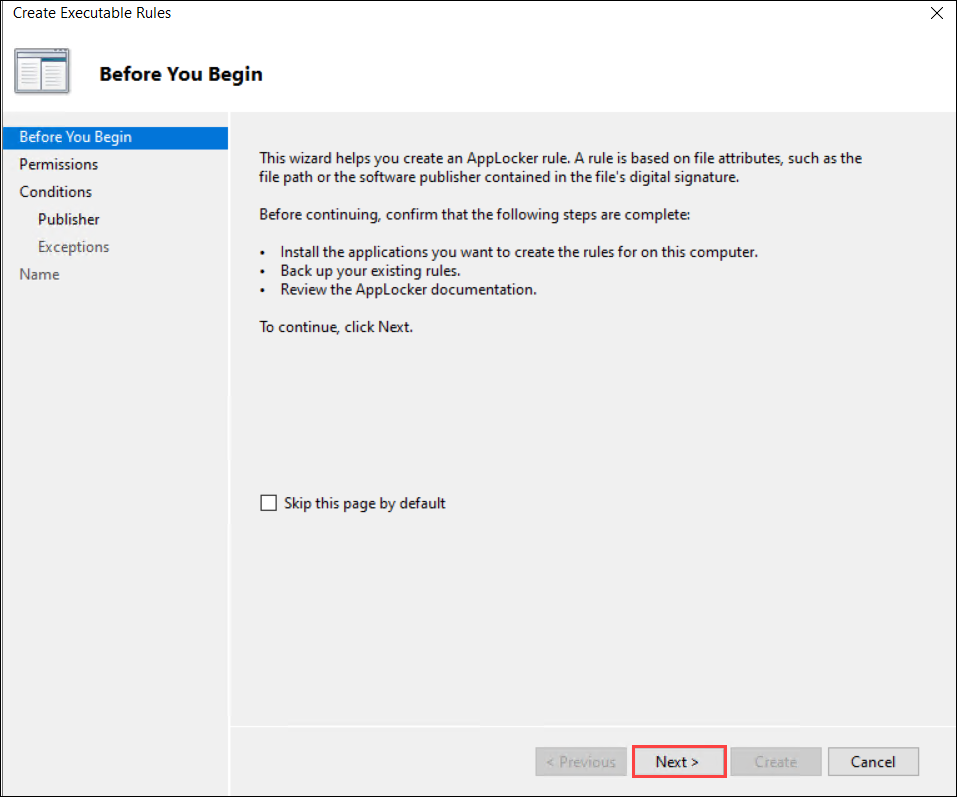 Create Executable Rules
Before You Begin
Before You Begin
Permissions
Conditions
Publisher
Exceptions
Name
This wizard helps you create an AppLocker rule. A rule is based on file attributes, such as the
file path or the software publisher contained in the file's digital signature.
Before continuing, confirm that the following steps are complete:
• Install the applications you want to create the rules for on this computer.
• Back up your existing rules.
• Review the AppLocker documentation.
To continue, click Next.
Skip this page by default
< Previous Next > Create Cancel